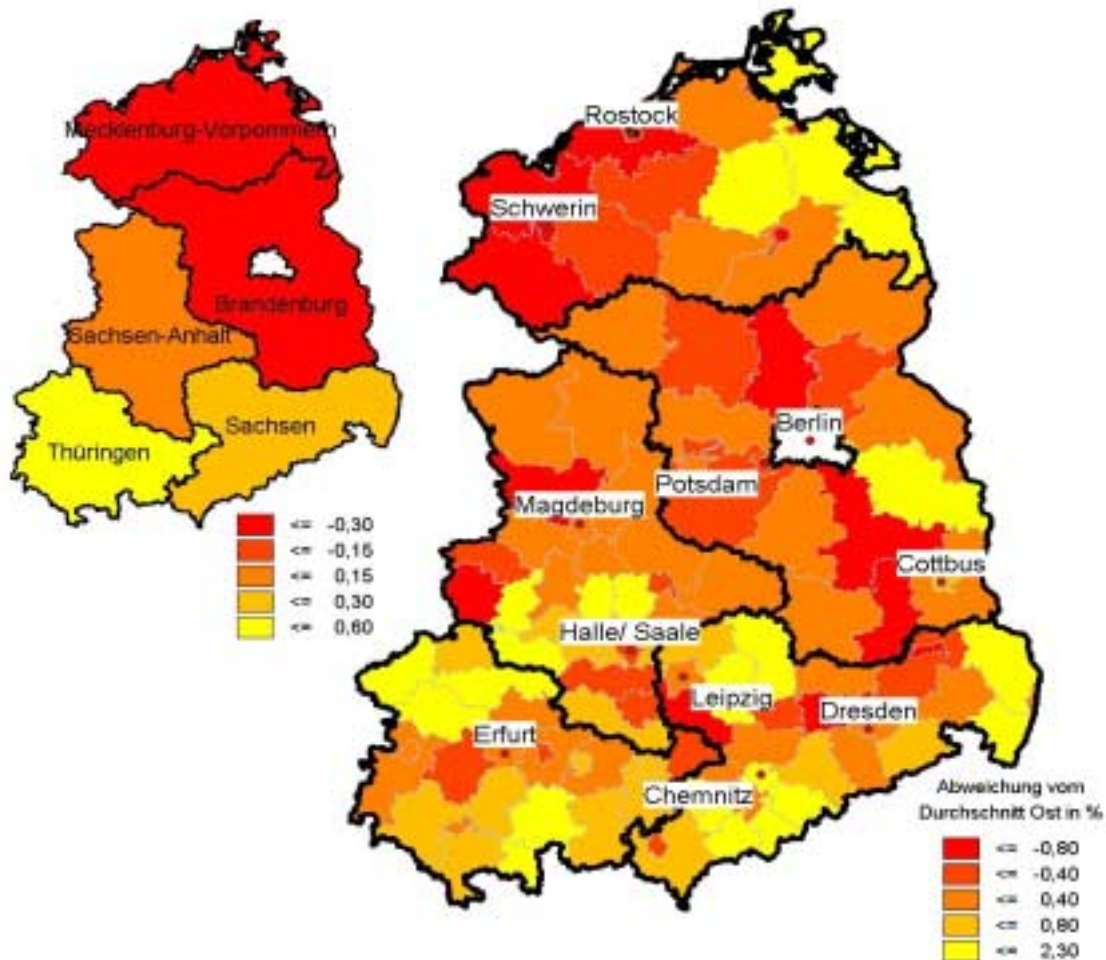 Mecklenburg-Vorpommern
Brandenburg
Sachsen-Anhalt
Sachsen
Thüringen
<= -0,30
<= -0,15
<= 0,15
<= 0,30
<= 0,60
Rostock
Schwerin
Berlin
Potsdam
Magdeburg
Cottbus
Halle/ Saale
Leipzig
Dresden
Erfurt
Chemnitz
Abweichung vom
Durchschnitt Ost in %
<= -0,80
<= -0,40
<= 0,40
<= 0,80
<= 2,30